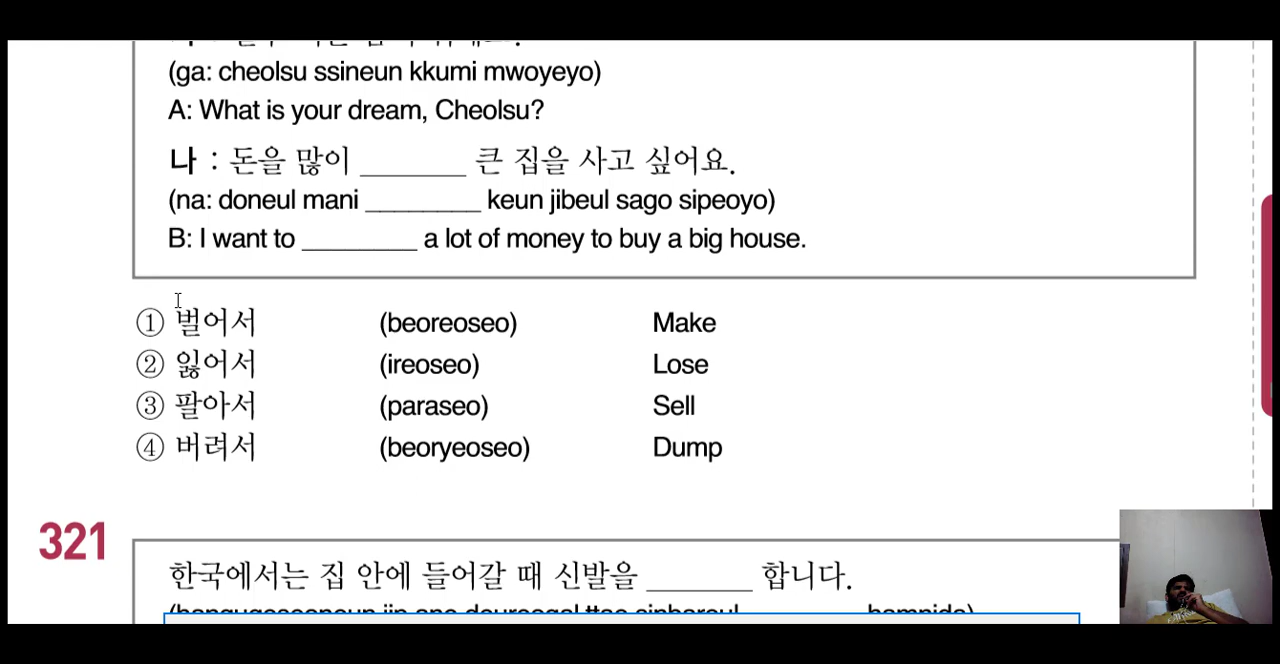 (ga: cheolsu ssineun kkumi mwoyeyo)
A: What is your dream, Cheolsu?
나 : 돈을 많이 ________ 큰 집을 사고 싶어요.
(na: doneul mani ________ keun jibeul sago sipeoyo)
B: I want to ________ a lot of money to buy a big house.
① 벌어서 (beoreoseo) Make
② 잃어서 (ireoseo) Lose
③ 팔아서 (paraseo) Sell
④ 버려서 (beoryeoseo) Dump
321
한국에서는 집 안에 들어갈 때 신발을 ________ 합니다.